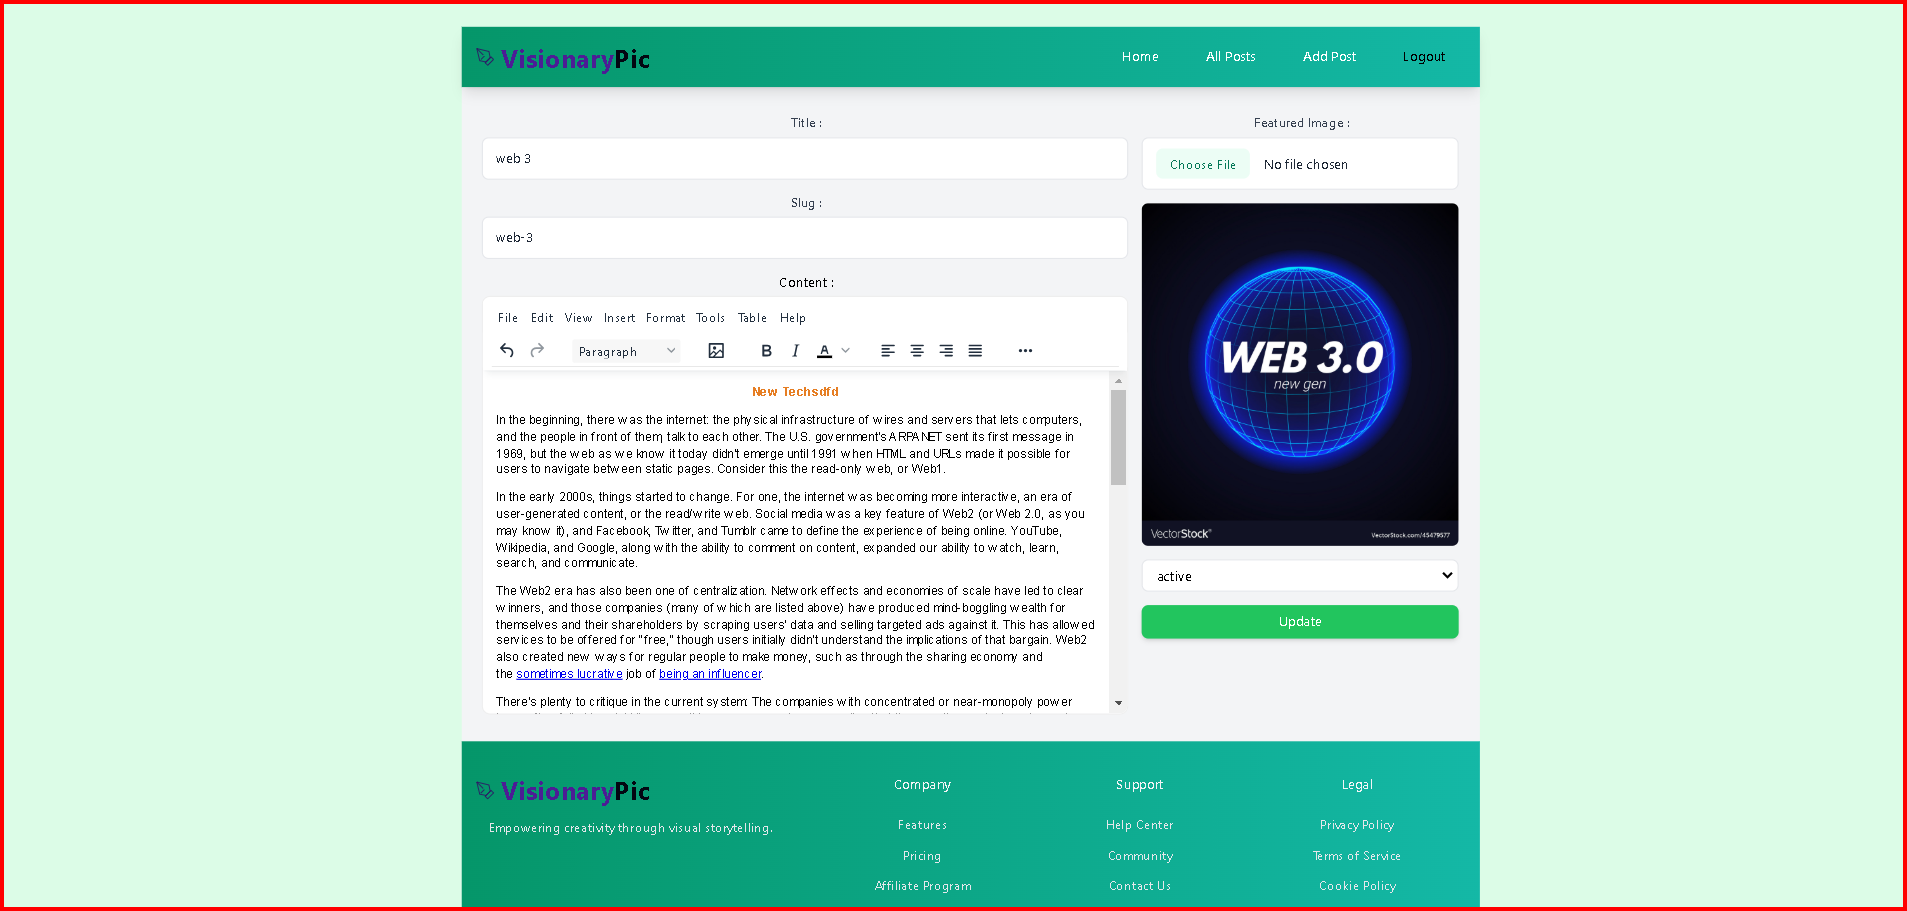 VisionaryPic
Home
All Posts
Add Post
Logout
Title :
web 3
Slug :
web-3
Content :
File Edit View Insert Format Tools Table Help
Paragraph
B I A
New Techsdfd
In the beginning, there was the internet: the physical infrastructure of wires and servers that lets computers,
and the people in front of them, talk to each other. The U.S. government's ARPANET sent its first message in
1969, but the web as we know it today didn't emerge until 1991 when HTML and URLs made it possible for
users to navigate between static pages. Consider this the read-only web, or Web1.
In the early 2000s, things started to change. For one, the internet was becoming more interactive, an era of
user-generated content, or the read/write web. Social media was a key feature of Web2 (or Web 2.0, as you
may know it), and Facebook, Twitter, and Tumblr came to define the experience of being online. YouTube,
Wikipedia, and Google, along with the ability to comment on content, expanded our ability to watch, learn,
search, and communicate.
The Web2 era has also been one of centralization. Network effects and economies of scale have led to clear
winners, and those companies (many of which are listed above) have produced mind-boggling wealth for
themselves and their shareholders by scraping users' data and selling targeted ads against it. This has allowed
services to be offered for "free," though users initially didn't understand the implications of that bargain. Web2
also created new ways for regular people to make money, such as through the sharing economy and
the sometimes lucrative job of being an influencer.
There's plenty to critique in the current system: The companies with concentrated or near-monopoly power
Featured Image :
Choose File
No file chosen
WEB 3.0
new gen
VectorStock®
VectorStock.com/45479577
active
Update
VisionaryPic
Empowering creativity through visual storytelling.
Company
Features
Pricing
Affiliate Program
Support
Help Center
Community
Contact Us
Legal
Privacy Policy
Terms of Service
Cookie Policy